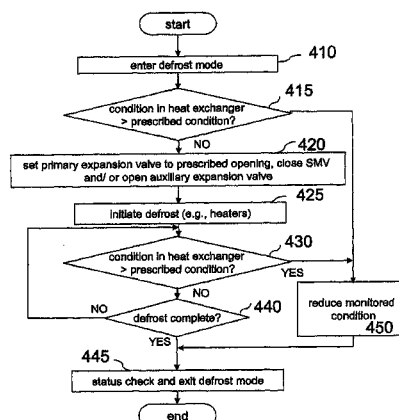 start
410
enter defrost mode
415
condition in heat exchanger
> prescribed condition?
NO
420
set primary expansion valve to prescribed opening, close SMV
and/ or open auxiliary expansion valve
425
initiate defrost (e.g., heaters)
430
condition in heat exchanger
> prescribed condition?
YES
NO
440
defrost complete?
NO
YES
reduce monitored
condition
450
445
status check and exit defrost mode
end